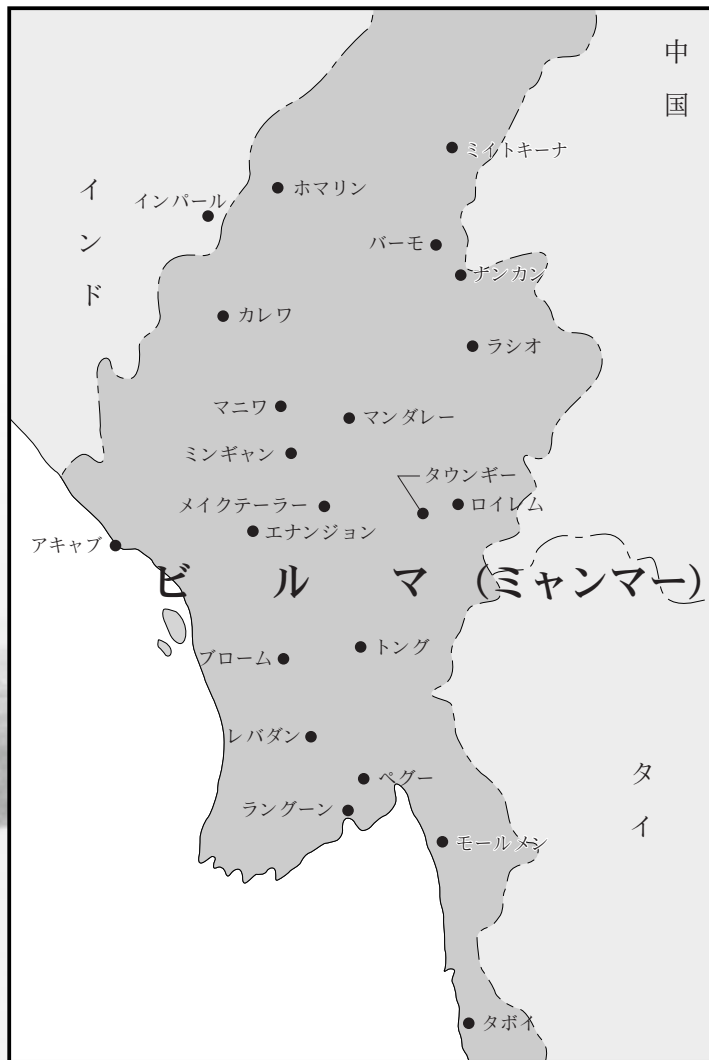 中国
ミイトキーナ
インド
ホマリン
インパール
バーモ
ナンカン
カレワ
ラシオ
マニワ
マンダレー
ミンギャン
タウンギー
メイクテーラー
ロイレム
エナンジョン
アキャブ
ビルマ(ミャンマー)
トング
ブローム
レバダン
タイ
ペグー
ラングーン
モールメン
タボイ